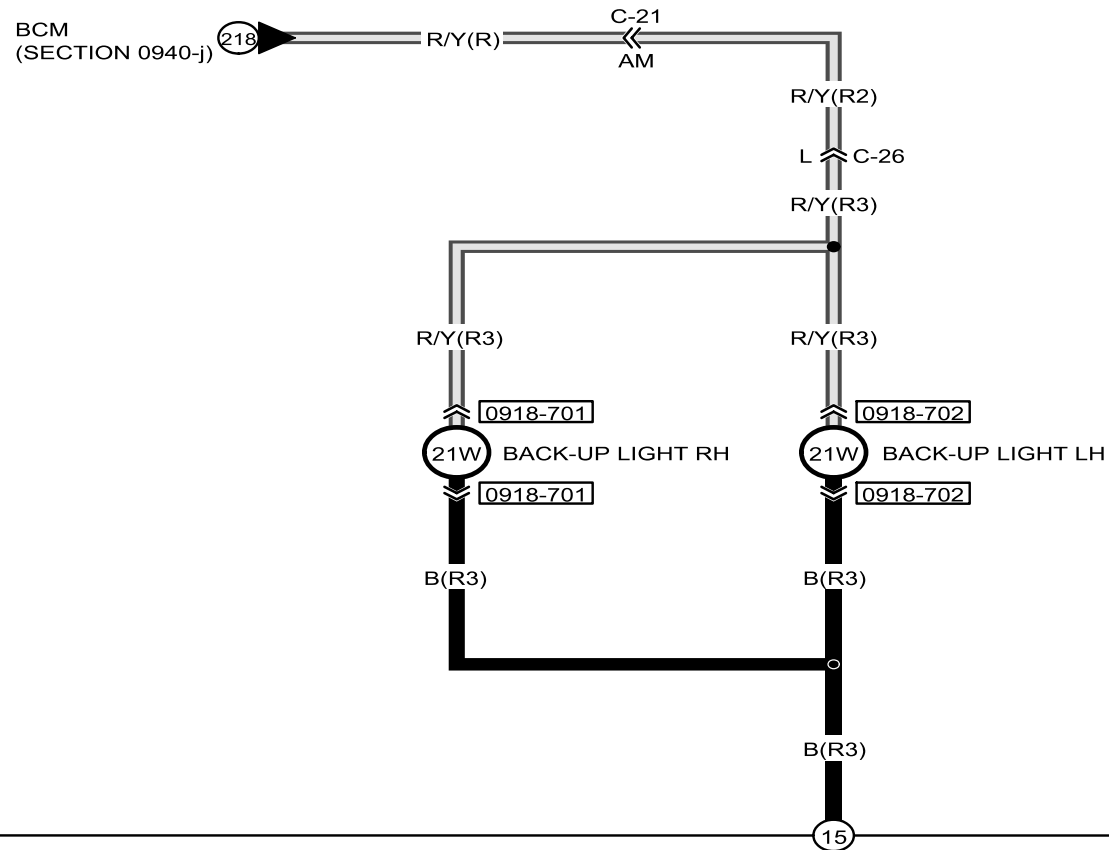 C-21
BCM
(SECTION 0940-j)
218
R/Y(R)
AM
R/Y(R2)
L
C-26
R/Y(R3)
R/Y(R3)
R/Y(R3)
0918-701
0918-702
21W
BACK-UP LIGHT RH
21W
BACK-UP LIGHT LH
0918-701
0918-702
B(R3)
B(R3)
B(R3)
15